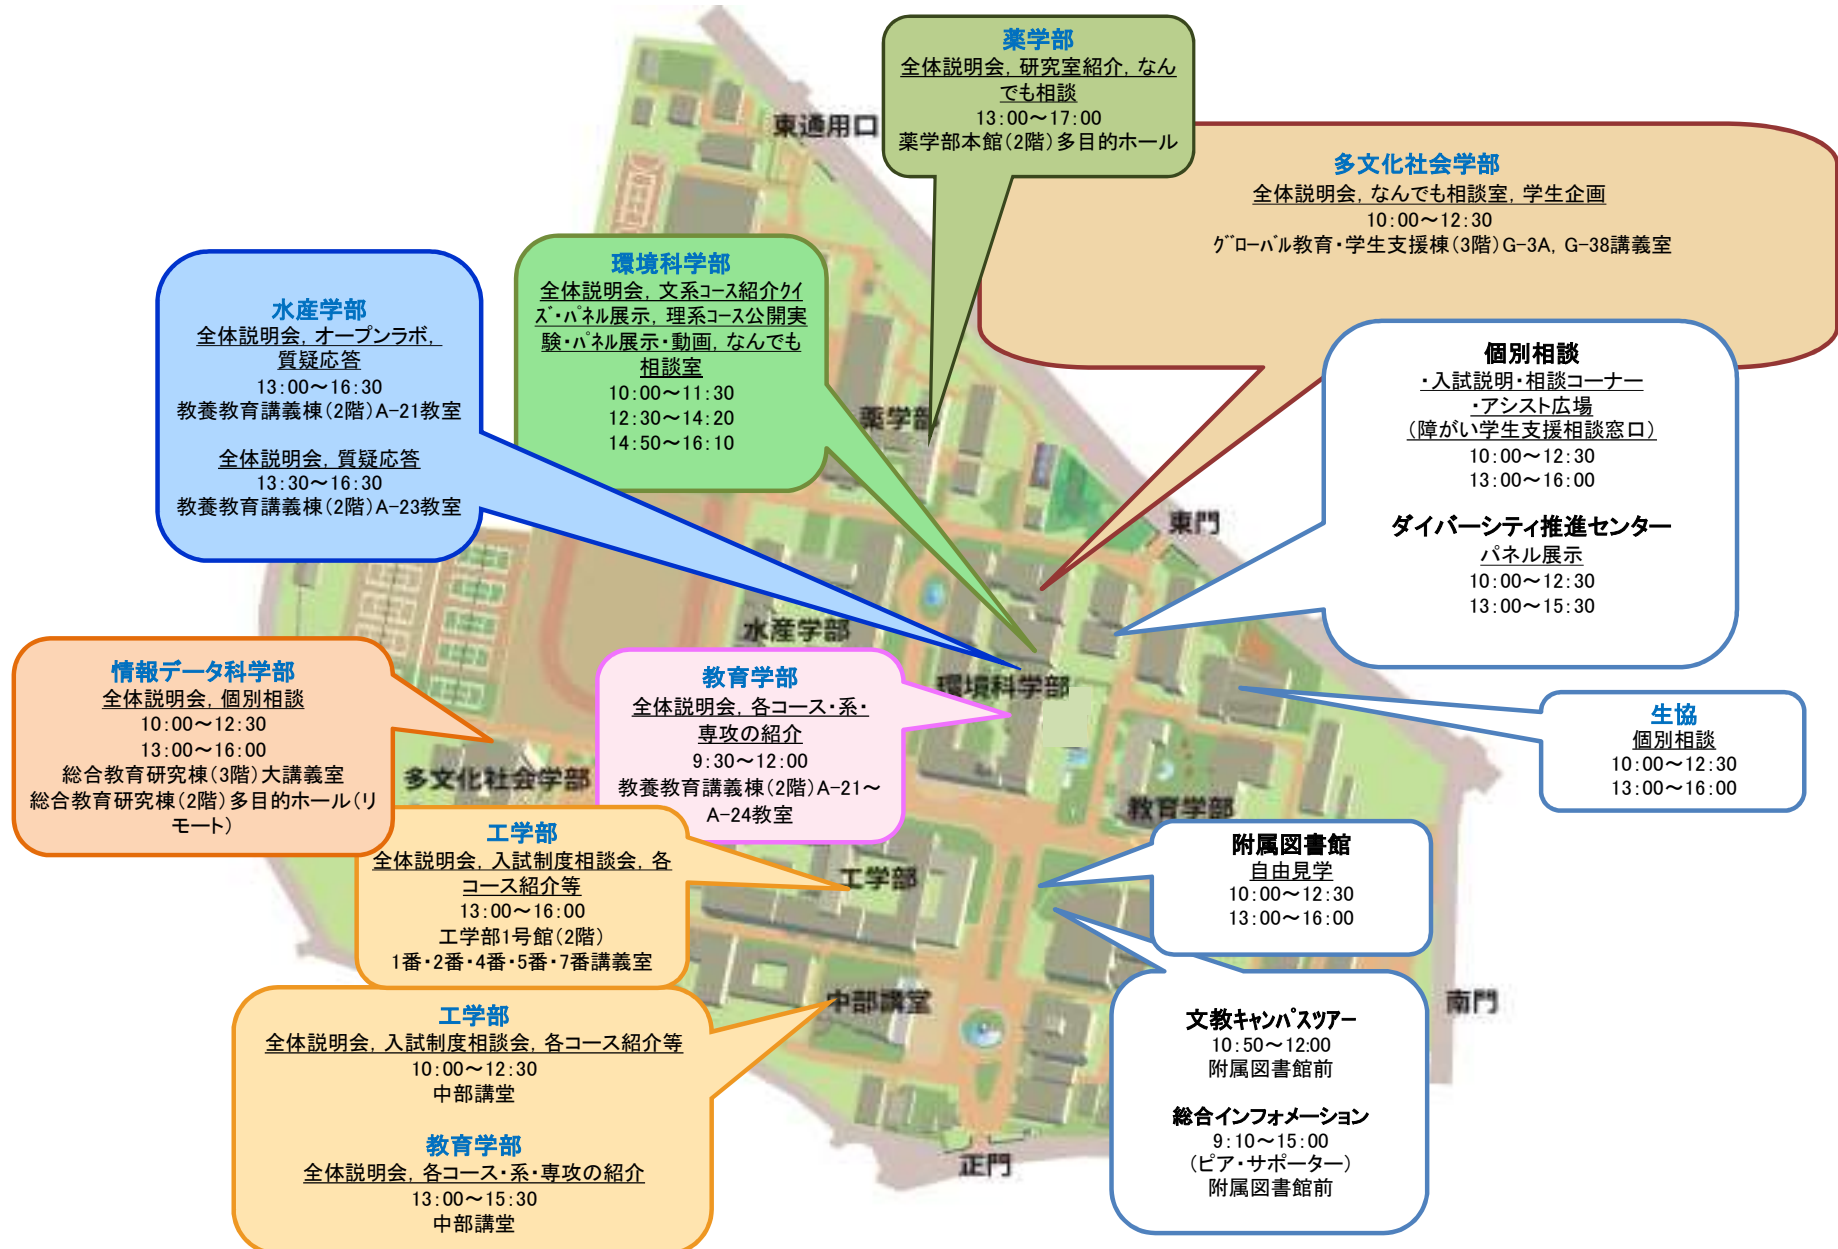 薬学部
全体説明会, 研究室紹介, なん
でも相談
13:00～17:00
薬学部本館(2階)多目的ホール
東通用口
多文化社会学部
全体説明会, なんでも相談室, 学生企画
10:00～12:30
ｸﾞﾛｰﾊﾞﾙ教育・学生支援棟(3階)G-3A, G-38講義室
環境科学部
全体説明会, 文系ｺｰｽ紹介ｸｲ
ｽﾞ・ﾊﾟﾈﾙ展示, 理系ｺｰｽ公開実
験・ﾊﾟﾈﾙ展示・動画, なんでも
相談室
10:00～11:30
12:30～14:20
14:50～16:10
水産学部
全体説明会, オープンラボ,
質疑応答
13:00～16:30
教養教育講義棟(2階)A-21教室
全体説明会, 質疑応答
13:30～16:30
教養教育講義棟(2階)A-23教室
個別相談
・入試説明・相談コーナー
・アシスト広場
(障がい学生支援相談窓口)
10:00～12:30
13:00～16:00
ダイバーシティ推進センター
パネル展示
10:00～12:30
13:00～15:30
薬学部
東門
水産学部
環境科学部
情報データ科学部
全体説明会, 個別相談
10:00～12:30
13:00～16:00
総合教育研究棟(3階)大講義室
総合教育研究棟(2階)多目的ホール(リ
モート)
教育学部
全体説明会, 各コース・系・
専攻の紹介
9:30～12:00
教養教育講義棟(2階)A-21～
A-24教室
生協
個別相談
10:00～12:30
13:00～16:00
多文化社会学部
教育学部
工学部
全体説明会, 入試制度相談会, 各
コース紹介等
13:00～16:00
工学部1号館(2階)
1番・2番・4番・5番・7番講義室
工学部
附属図書館
自由見学
10:00～12:30
13:00～16:00
中部講堂
南門
工学部
全体説明会, 入試制度相談会, 各コース紹介等
10:00～12:30
中部講堂
教育学部
全体説明会, 各コース・系・専攻の紹介
13:00～15:30
中部講堂
文教ｷｬﾝﾊﾟｽﾂｱｰ
10:50～12:00
附属図書館前
総合インフォメーション
9:10～15:00
(ピア・サポーター)
附属図書館前
正門